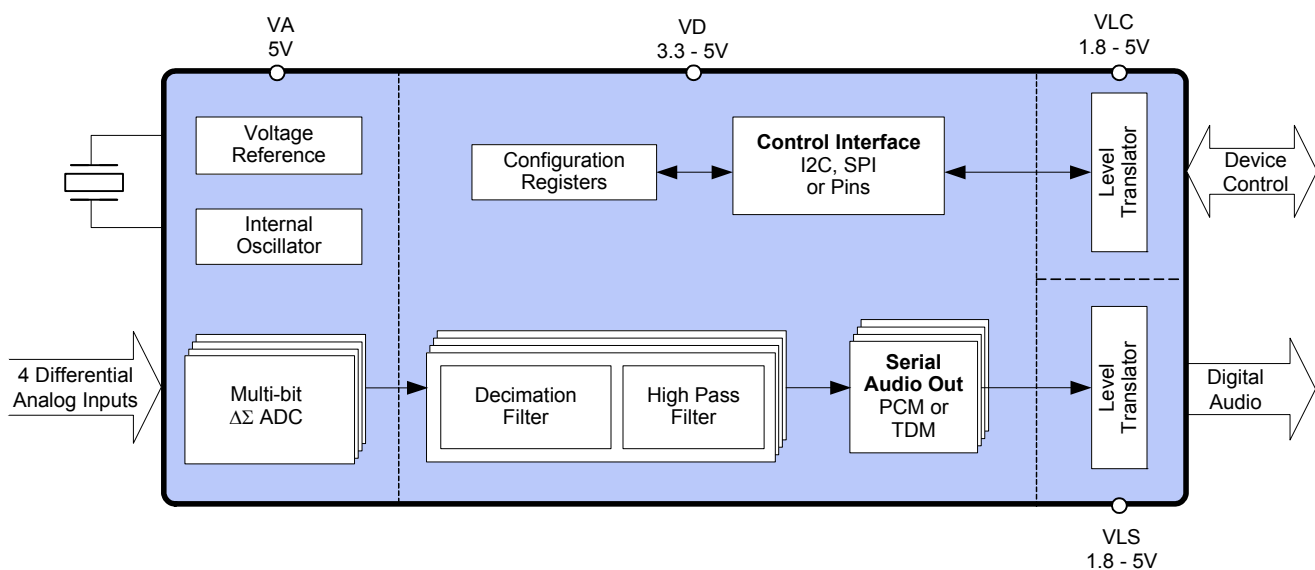 VA
5V
VD
3.3 - 5V
VLC
1.8 - 5V
Voltage
Reference
Internal
Oscillator
Configuration
Registers
Control Interface
I2C, SPI
or Pins
Level
Translator
Device
Control
4 Differential
Analog Inputs
Multi-bit
ΔΣ ADC
Decimation
Filter
High Pass
Filter
Serial
Audio Out
PCM or
TDM
Level
Translator
Digital
Audio
VLS
1.8 - 5V